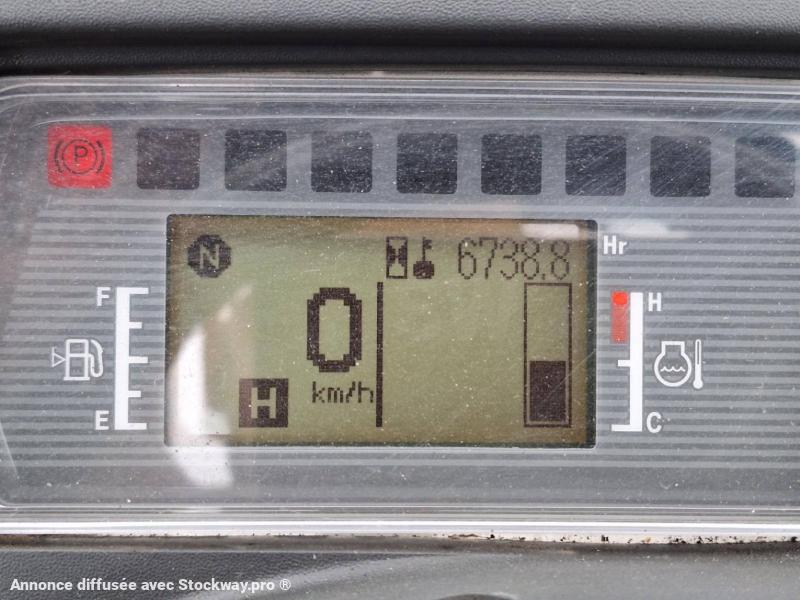 P
N
6738.8 Hr
F
H
0
km/h
H
E
C
Annonce diffusée avec Stockway.pro ®